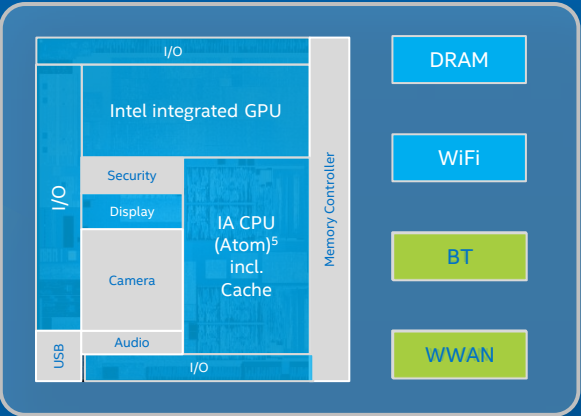 I/O
Intel integrated GPU
I/O
Security
Display
Camera
Audio
USB
IA CPU
(Atom)5
incl.
Cache
I/O
Memory Controller
DRAM
WiFi
BT
WWAN